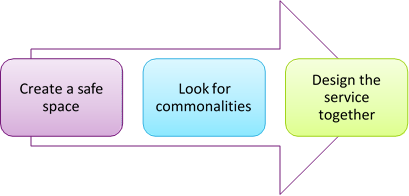 Create a safe
space
Look for
commonalities
Design the
service
together